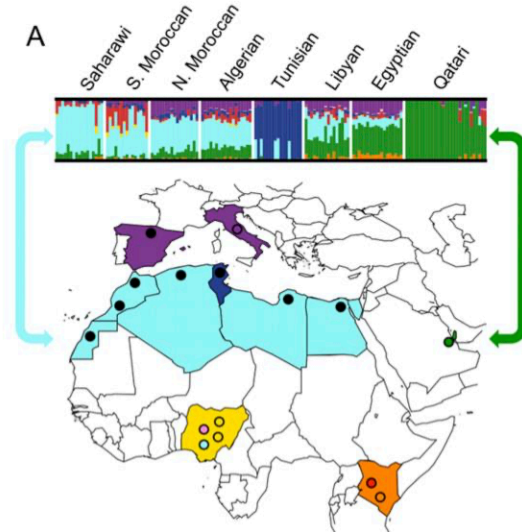 A
Saharawi
S. Moroccan
N. Moroccan
Algerian
Tunisian
Libyan
Egyptian
Qatari